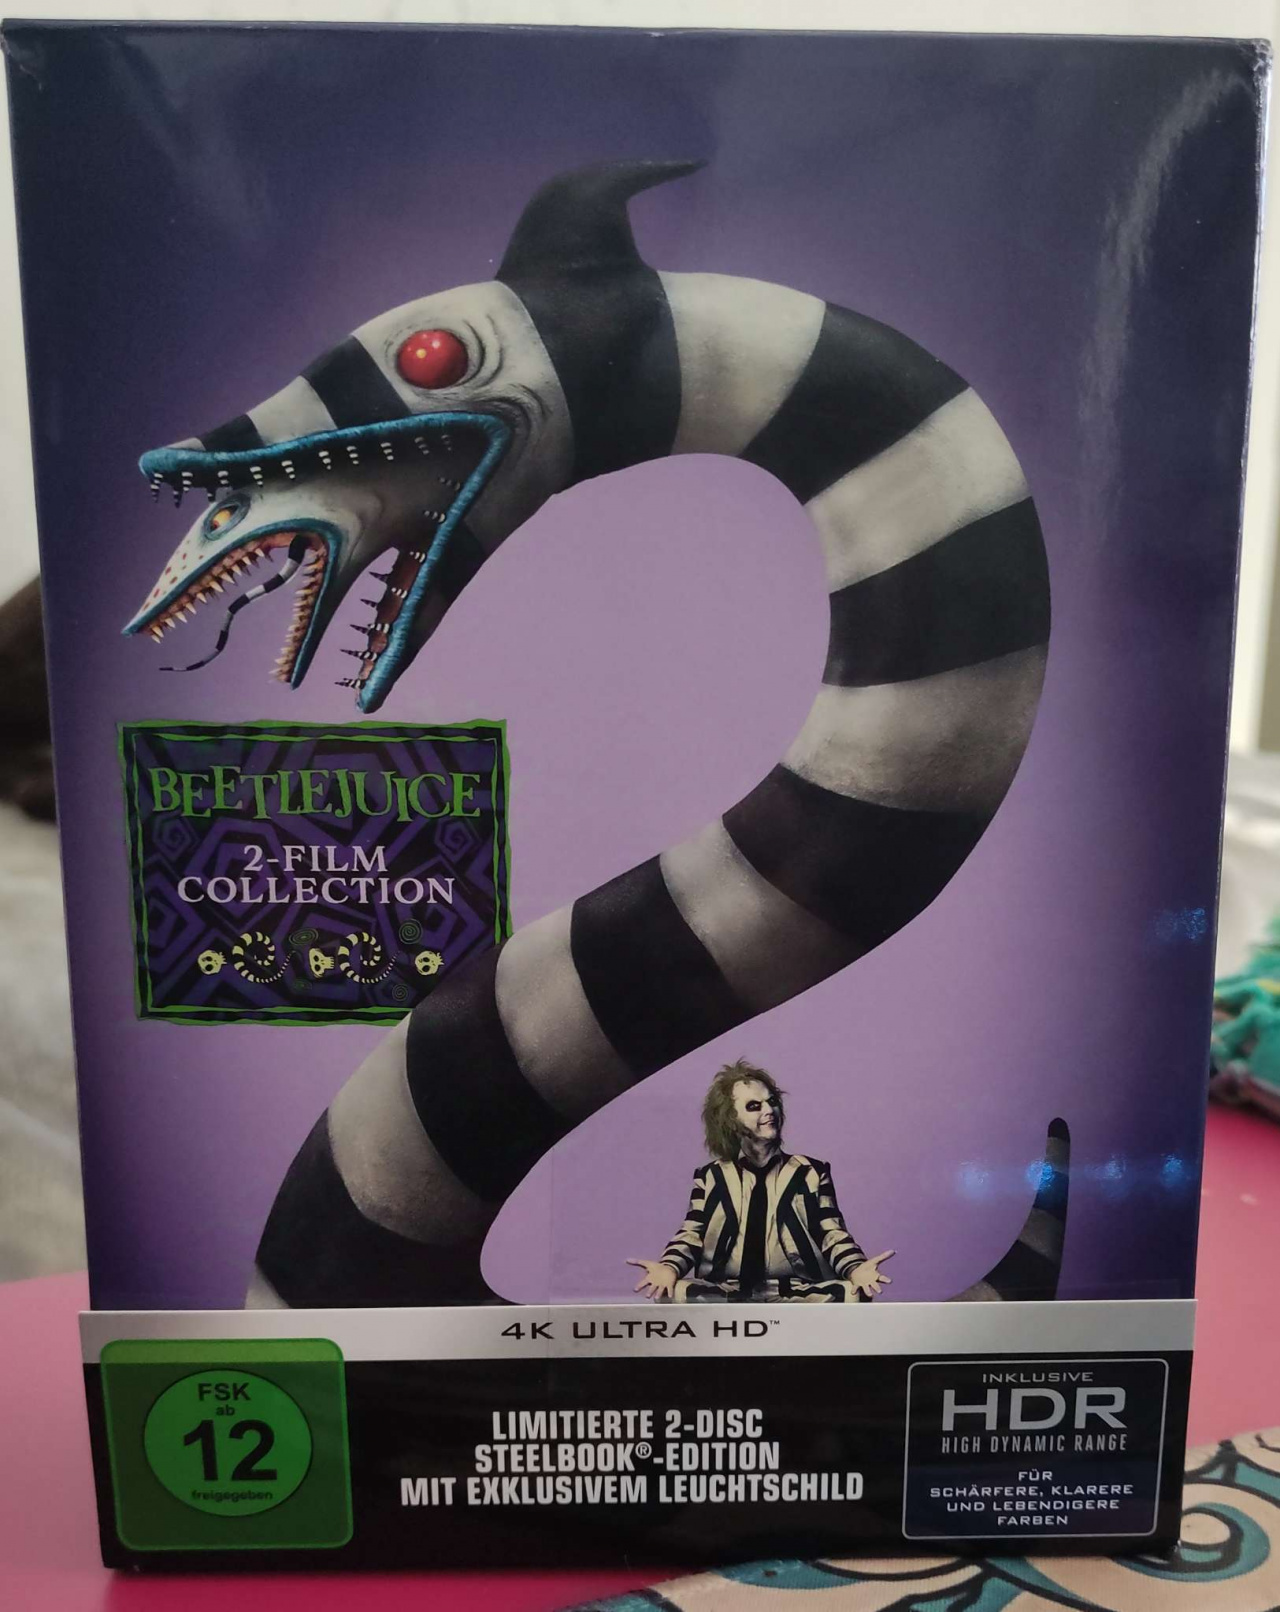 BEETLEJUICE
2-FILM
COLLECTION
4K ULTRA HD™
FSK
ab
12
freigegeben
LIMITIERTE 2-DISC
STEELBOOK®-EDITION
MIT EXKLUSIVEM LEUCHTSCHILD
INKLUSIVE
HDR
HIGH DYNAMIC RANGE
FÜR
SCHÄRFERE, KLARERE
UND LEBENDIGERE
FARBEN